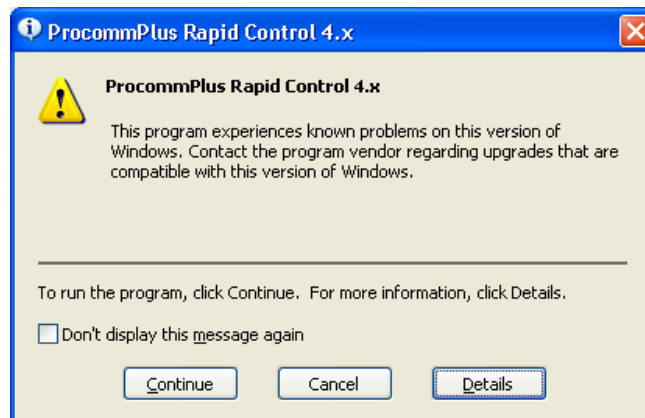 ProcommPlus Rapid Control 4.x
ProcommPlus Rapid Control 4.x
This program experiences known problems on this version of
Windows. Contact the program vendor regarding upgrades that are
compatible with this version of Windows.
To run the program, click Continue.  For more information, click Details.
Don't display this message again
Continue
Cancel
Details